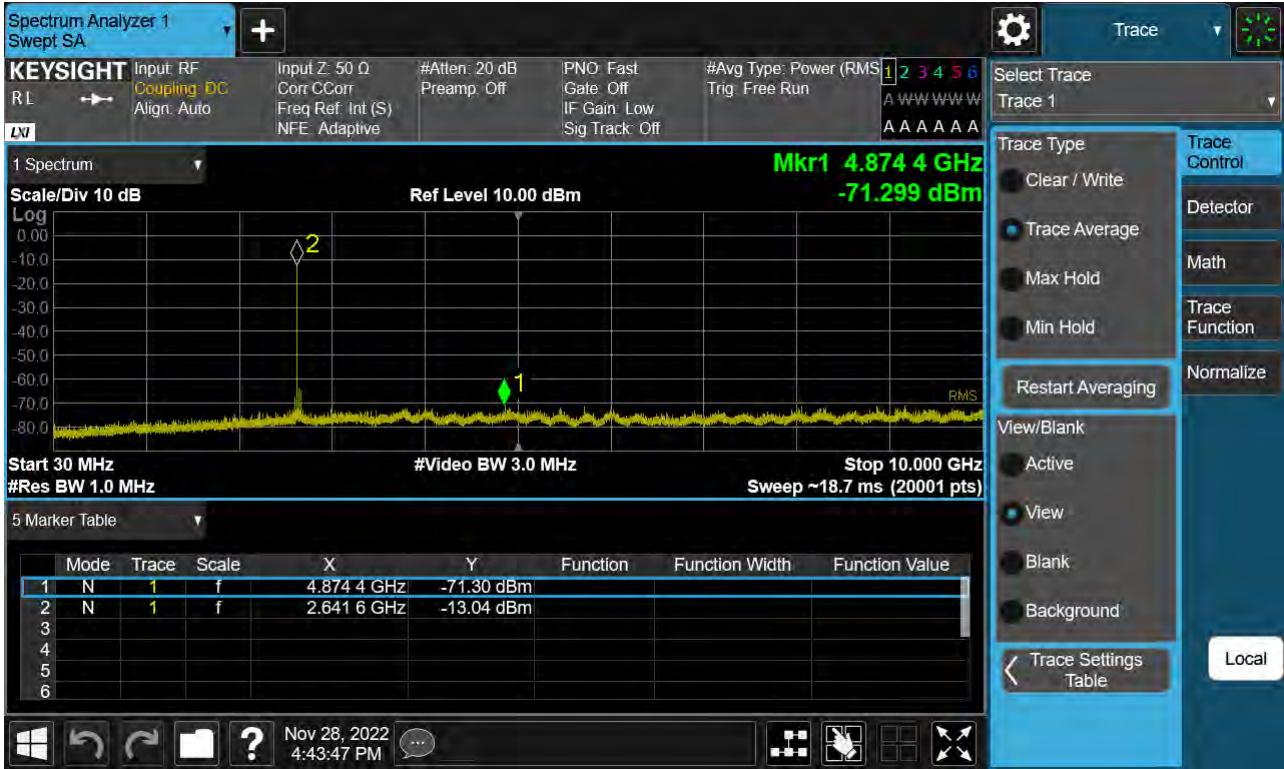 Spectrum Analyzer 1
Swept SA
+
Trace
KEYSIGHT
RL
LXI
Input: RF
Coupling: DC
Align: Auto
Input Z: 50 Ω
Corr CCorr
Freq Ref: Int (S)
NFE: Adaptive
#Atten: 20 dB
Preamp: Off
PNO: Fast
Gate: Off
IF Gain: Low
Sig Track: Off
#Avg Type: Power (RMS
Trig: Free Run
1 2 3 4 5 6
A W W W W W
A A A A A A
Select Trace
Trace 1
1 Spectrum
Mkr1 4.874 4 GHz
Scale/Div 10 dB
Ref Level 10.00 dBm
-71.299 dBm
Log
0.00
-10.0
-20.0
-30.0
-40.0
-50.0
-60.0
-70.0
-80.0
2
1
RMS
Start 30 MHz
#Video BW 3.0 MHz
Stop 10.000 GHz
#Res BW 1.0 MHz
Sweep ~18.7 ms (20001 pts)
5 Marker Table
Mode Trace Scale X Y Function Function Width Function Value
1 N 1 f 4.874 4 GHz -71.30 dBm
2 N 1 f 2.641 6 GHz -13.04 dBm
3
4
5
6
Trace Type
Clear / Write
Trace Average
Max Hold
Min Hold
Restart Averaging
View/Blank
Active
View
Blank
Background
Trace Settings
Table
Trace
Control
Detector
Math
Trace
Function
Normalize
Local
?
Nov 28, 2022
4:43:47 PM